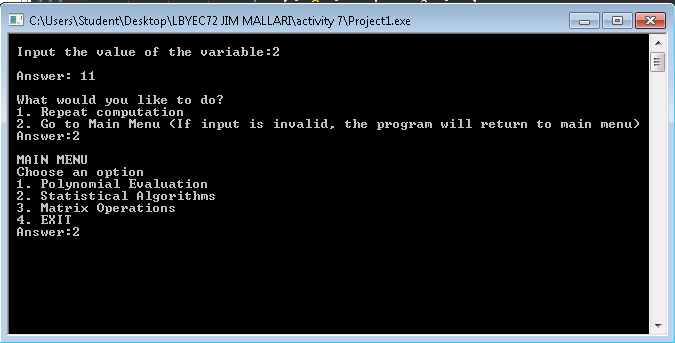 C:\Users\Student\Desktop\LBYEC72 JIM MALLARI\activity 7\Project1.exe
Input the value of the variable:2
Answer: 11
What would you like to do?
1. Repeat computation
2. Go to Main Menu (If input is invalid, the program will return to main menu)
Answer:2
MAIN MENU
Choose an option
1. Polynomial Evaluation
2. Statistical Algorithms
3. Matrix Operations
4. EXIT
Answer:2